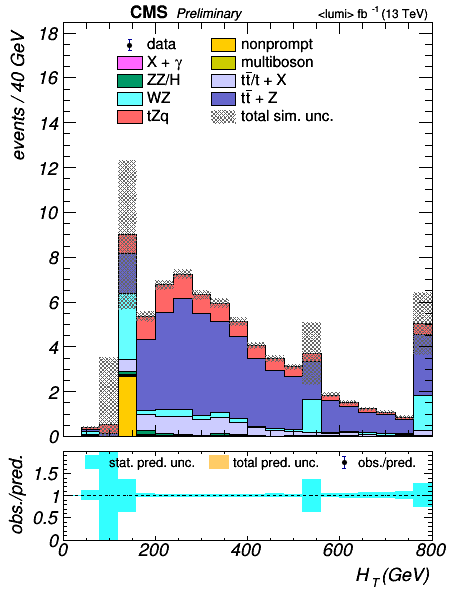 CMS Preliminary <lumi> fb⁻¹ (13 TeV)
events / 40 GeV
18
16
14
12
10
8
6
4
2
0
data
X + γ
ZZ/H
WZ
tZq
nonprompt
multiboson
tt̄/t + X
tt̄ + Z
total sim. unc.
obs./pred.
1.5
1
0.5
0
stat. pred. unc. total pred. unc. obs./pred.
0 200 400 600 800
H_T (GeV)